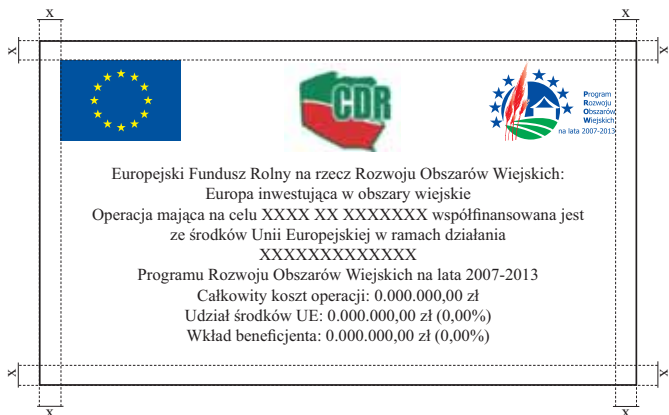 x x
x x
CDR
Program
Rozwoju
Obszarów
Wiejskich
na lata 2007-2013
Europejski Fundusz Rolny na rzecz Rozwoju Obszarów Wiejskich:
Europa inwestująca w obszary wiejskie
Operacja mająca na celu XXXX XX XXXXXXX współfinansowana jest
ze środków Unii Europejskiej w ramach działania
XXXXXXXXXXXXX
Programu Rozwoju Obszarów Wiejskich na lata 2007-2013
Całkowity koszt operacji: 0.000.000,00 zł
Udział środków UE: 0.000.000,00 zł (0,00%)
Wkład beneficjenta: 0.000.000,00 zł (0,00%)
x x
x x